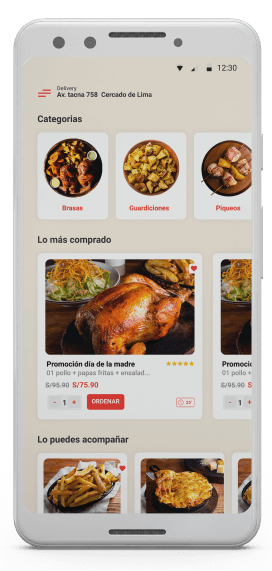 12:30
Delivery
Av. tacna 758 Cercado de Lima
Categorias
Brasas
Guardiciones
Piqueos
Lo más comprado
Promoción día de la madre
01 pollo + papas fritas + ensalad...
S/95.90 S/75.90
- 1 +
ORDENAR
25'
Promoció
01 pollo
S/95.90
- 1
Lo puedes acompañar